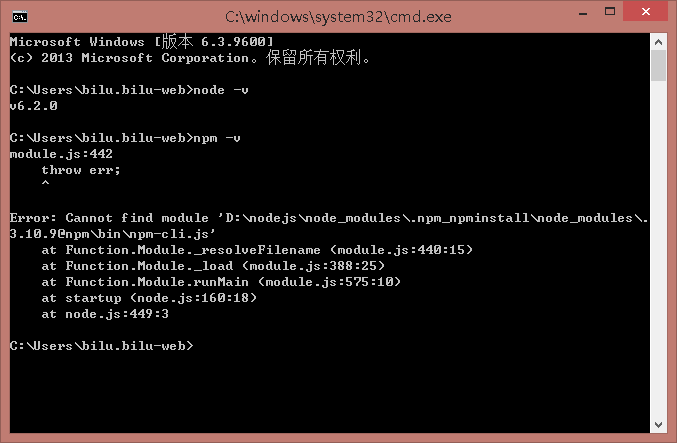 C:\windows\system32\cmd.exe
Microsoft Windows [版本 6.3.9600]
(c) 2013 Microsoft Corporation。保留所有权利。
C:\Users\bilu.bilu-web>node -v
v6.2.0
C:\Users\bilu.bilu-web>npm -v
module.js:442
    throw err;
    ^
Error: Cannot find module 'D:\nodejs\node_modules\.npm_npminstall\node_modules\.
3.10.9@npm\bin\npm-cli.js'
    at Function.Module._resolveFilename (module.js:440:15)
    at Function.Module._load (module.js:388:25)
    at Function.Module.runMain (module.js:575:10)
    at startup (node.js:160:18)
    at node.js:449:3
C:\Users\bilu.bilu-web>